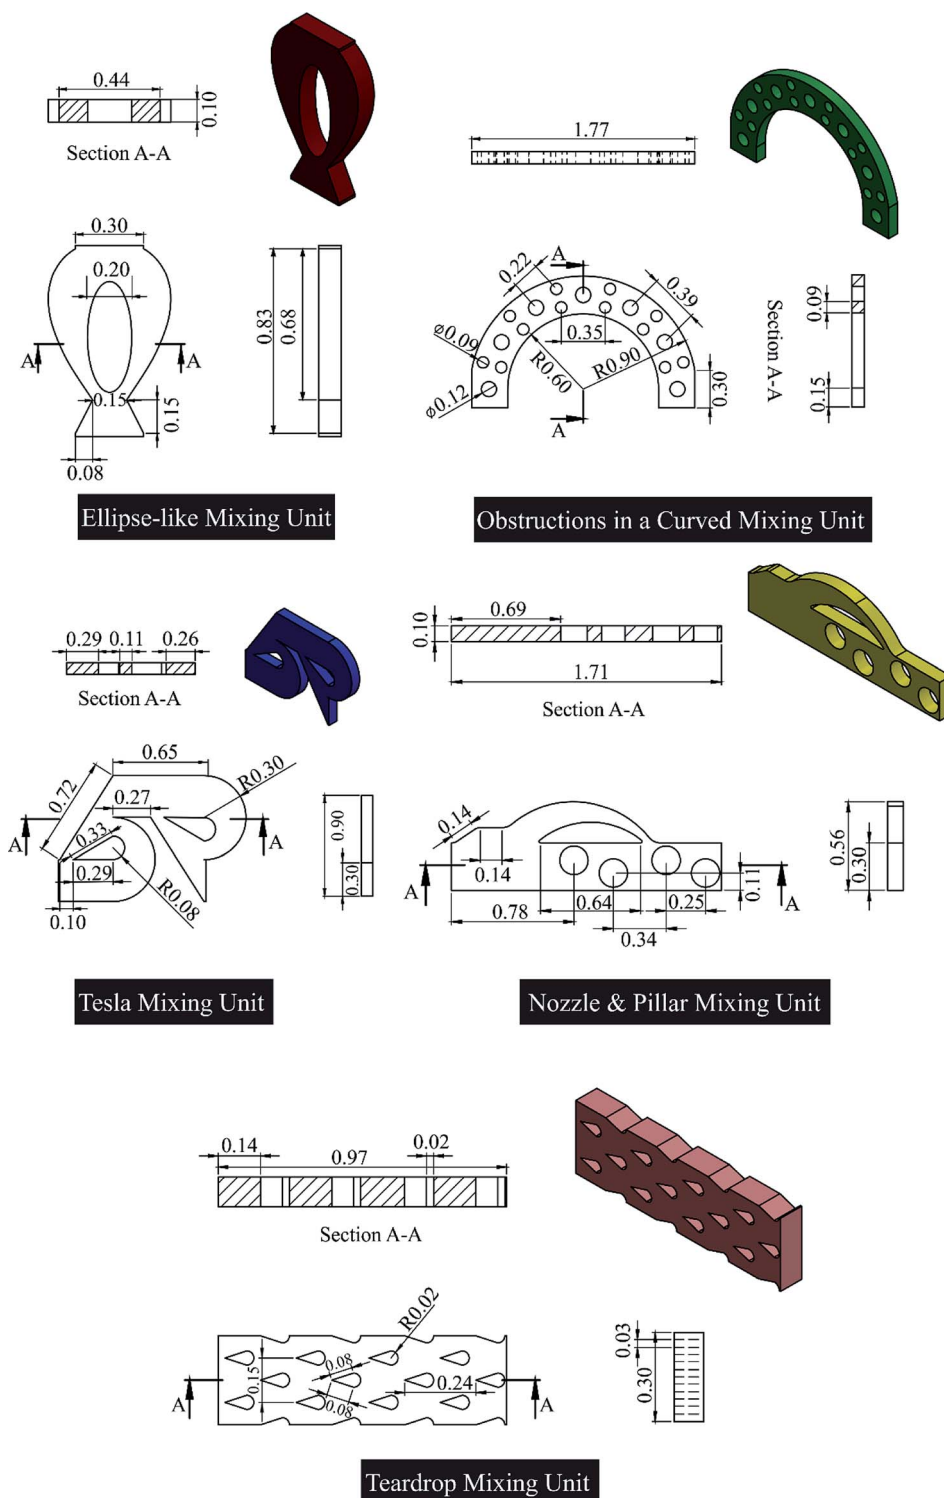 0.44
0.10
Section A-A
0.30
0.20
A
A
0.15
0.15
0.08
0.83
0.68
Ellipse-like Mixing Unit
1.77
A
0.22
0.39
0.35
ø0.09
R0.60
R0.90
ø0.12
0.30
A
Section A-A
0.09
0.15
Obstructions in a Curved Mixing Unit
0.29
0.11
0.26
Section A-A
0.65
R0.30
0.72
0.27
A
A
0.33
0.29
R0.08
0.10
0.90
0.30
Tesla Mixing Unit
0.69
0.10
1.71
Section A-A
0.14
0.14
A
A
0.11
0.78
0.64
0.25
0.34
0.56
0.30
Nozzle & Pillar Mixing Unit
0.14
0.02
0.97
Section A-A
R0.02
0.08
0.15
0.24
0.08
A
A
0.03
0.30
Teardrop Mixing Unit